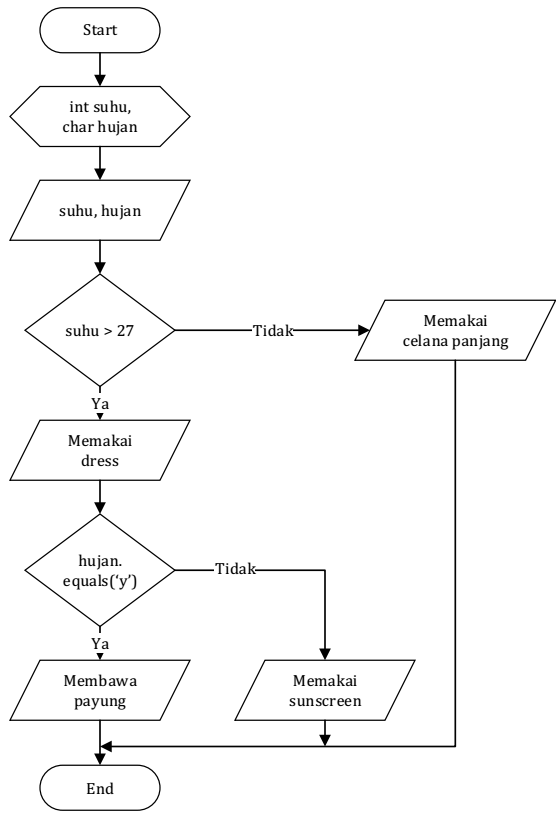 Start
int suhu,
char hujan
suhu, hujan
suhu > 27
Tidak
Memakai
celana panjang
Ya
Memakai
dress
hujan.
equals(‘y’)
Tidak
Ya
Membawa
payung
Memakai
sunscreen
End